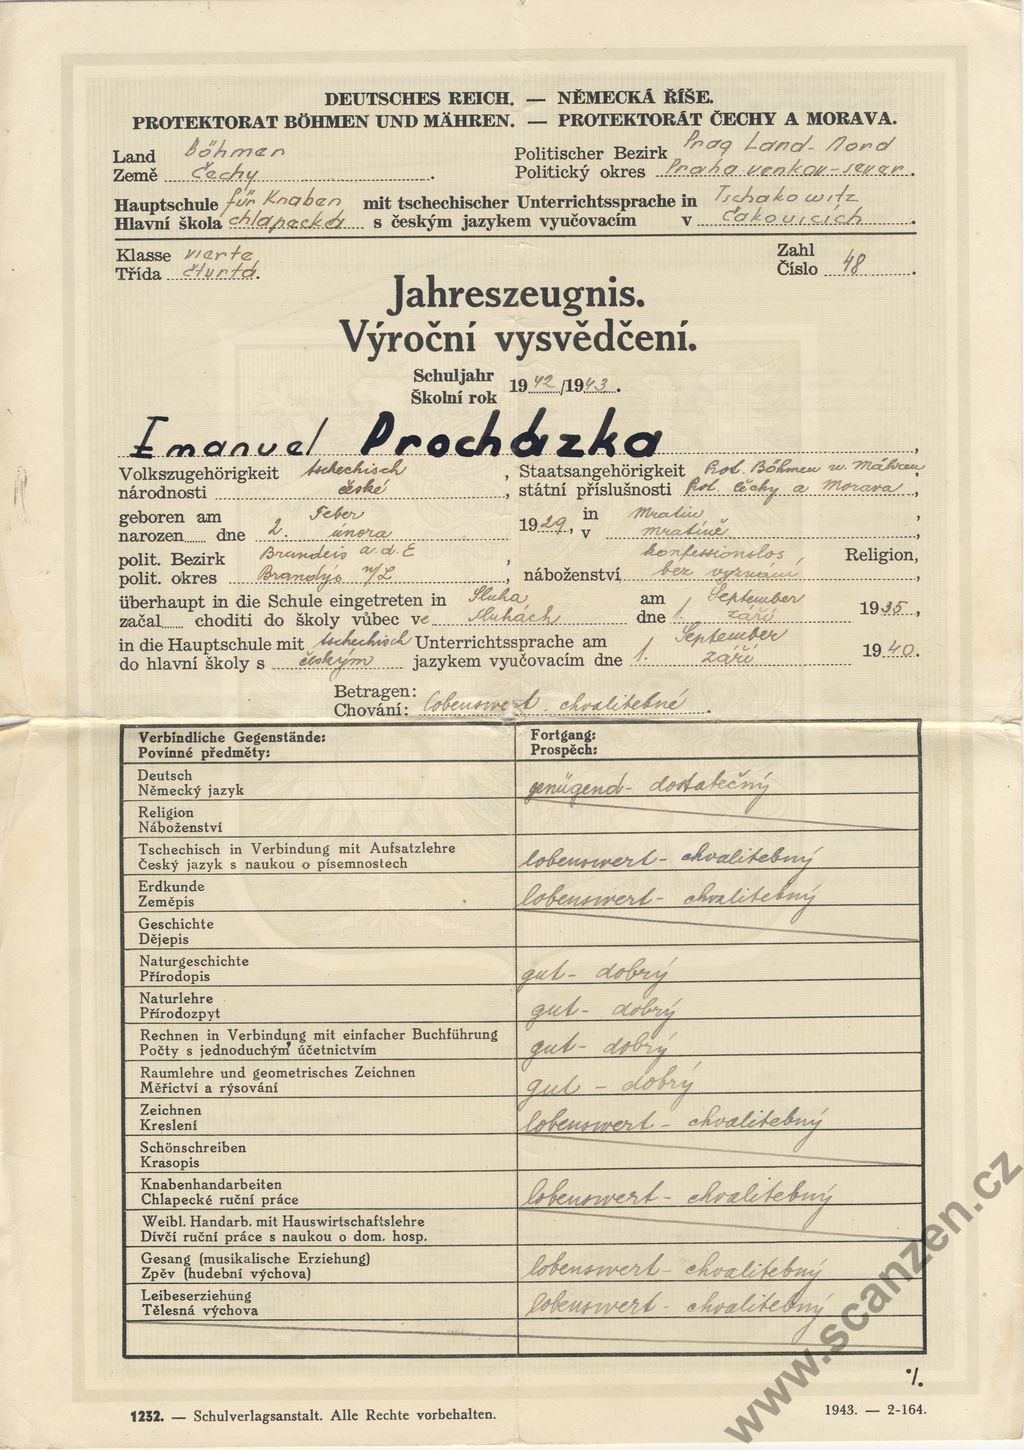 DEUTSCHES REICH. — NĚMECKÁ ŘÍŠE.
PROTEKTORAT BÖHMEN UND MÄHREN. — PROTEKTORÁT ČECHY A MORAVA.
Land Böhmen Politischer Bezirk Prag Land-Nord
Země Čechy. Politický okres Praha venkov-sever.
Hauptschule für Knaben mit tschechischer Unterrichtssprache in Tschakowitz
Hlavní škola chlapecká s českým jazykem vyučovacím v Čakovicích.
Klasse vierte Zahl
Třída čtvrtá. Číslo 48.
Jahreszeugnis.
Výroční vysvědčení.
Schuljahr
Školní rok 1942/1943.
Emanuel Procházka,
Volkszugehörigkeit tschechisch, Staatsangehörigkeit Prot. Böhmen u. Mähren
národnosti české, státní příslušnosti Prot. Čechy a Morava,
geboren am Feber 1929, in Mratin,
narozen dne 2. února v Mratíně,
polit. Bezirk Brandeis a.d.E, konfessionslos, Religion,
polit. okres Brandýs n/L, náboženství bez vyznání,
überhaupt in die Schule eingetreten in Sluha am 1. September 1935,
začal choditi do školy vůbec ve Sluhách dne 1. září
in die Hauptschule mit tschechisch Unterrichtssprache am 1. September 1940.
do hlavní školy s českým jazykem vyučovacím dne 1. září
Betragen:
Chování: lobenswert - chvalitebné.
Verbindliche Gegenstände: Fortgang:
Povinné předměty: Prospěch:
Deutsch
Německý jazyk genügend - dostatečný
Religion
Náboženství
Tschechisch in Verbindung mit Aufsatzlehre
Český jazyk s naukou o písemnostech lobenswert - chvalitebný
Erdkunde
Zeměpis lobenswert - chvalitebný
Geschichte
Dějepis
Naturgeschichte
Přírodopis gut - dobrý
Naturlehre
Přírodozpyt gut - dobrý
Rechnen in Verbindung mit einfacher Buchführung
Počty s jednoduchým účetnictvím gut - dobrý
Raumlehre und geometrisches Zeichnen
Měřictví a rýsování gut - dobrý
Zeichnen
Kreslení lobenswert - chvalitebný
Schönschreiben
Krasopis
Knabenhandarbeiten
Chlapecké ruční práce lobenswert - chvalitebný
Weibl. Handarb. mit Hauswirtschaftslehre
Dívčí ruční práce s naukou o dom. hosp.
Gesang (musikalische Erziehung)
Zpěv (hudební výchova) lobenswert - chvalitebný
Leibeserziehung
Tělesná výchova lobenswert - chvalitebný
./.
1232. — Schulverlagsanstalt. Alle Rechte vorbehalten. 1943. — 2-164.
www.scanzen.cz